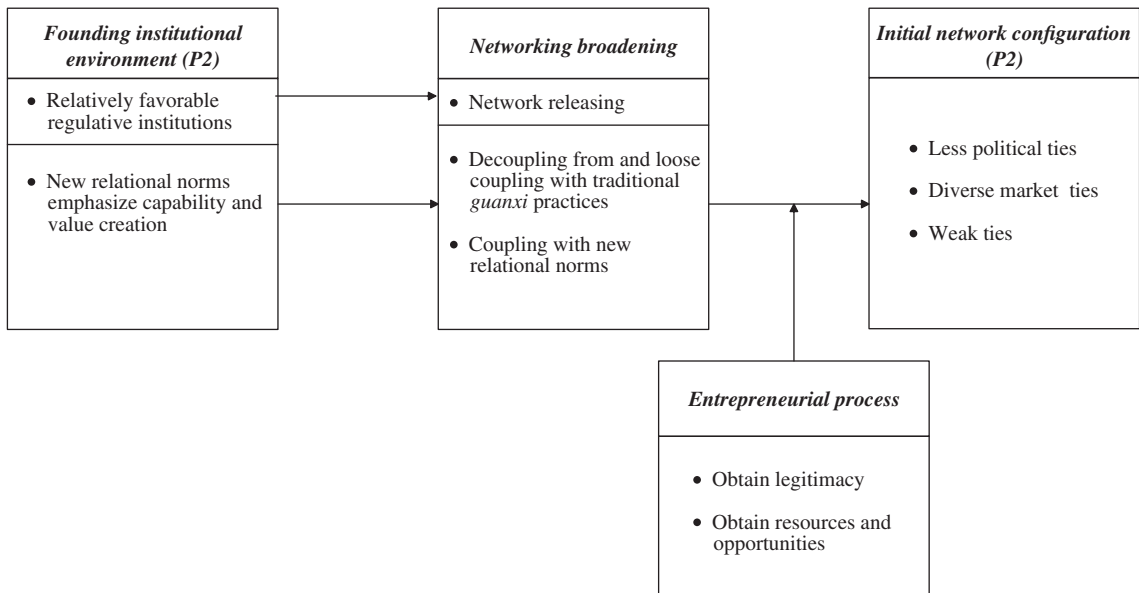 Founding institutional
environment (P2)
• Relatively favorable
regulative institutions
• New relational norms
emphasize capability and
value creation
Networking broadening
• Network releasing
• Decoupling from and loose
coupling with traditional
guanxi practices
• Coupling with new
relational norms
Initial network configuration
(P2)
• Less political ties
• Diverse market ties
• Weak ties
Entrepreneurial process
• Obtain legitimacy
• Obtain resources and
opportunities